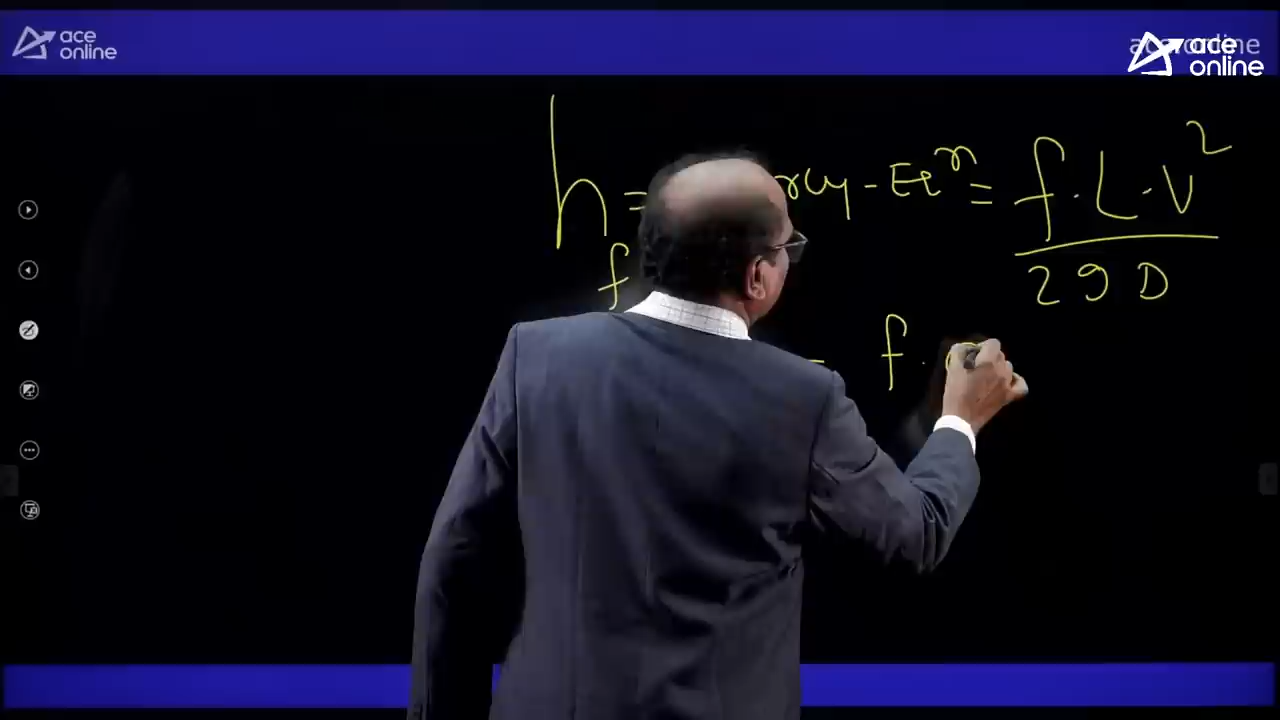 ace online
ace online
h = rcy - Eqⁿ = f · L · V²
f
2 g D
= f ·